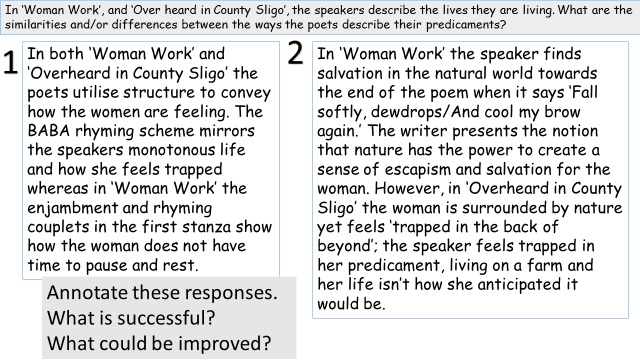 In ‘Woman Work’, and ‘Over heard in County Sligo’, the speakers describe the lives they are living. What are the
similarities and/or differences between the ways the poets describe their predicaments?
1
In both ‘Woman Work’ and
‘Overheard in County Sligo’ the
poets utilise structure to convey
how the women are feeling. The
BABA rhyming scheme mirrors
the speakers monotonous life
and how she feels trapped
whereas in ‘Woman Work’ the
enjambment and rhyming
couplets in the first stanza show
how the woman does not have
time to pause and rest.
2
In ‘Woman Work’ the speaker finds
salvation in the natural world towards
the end of the poem when it says ‘Fall
softly, dewdrops/And cool my brow
again.’ The writer presents the notion
that nature has the power to create a
sense of escapism and salvation for the
woman. However, in ‘Overheard in County
Sligo’ the woman is surrounded by nature
yet feels ‘trapped in the back of
beyond’; the speaker feels trapped in
her predicament, living on a farm and
her life isn’t how she anticipated it
would be.
Annotate these responses.
What is successful?
What could be improved?